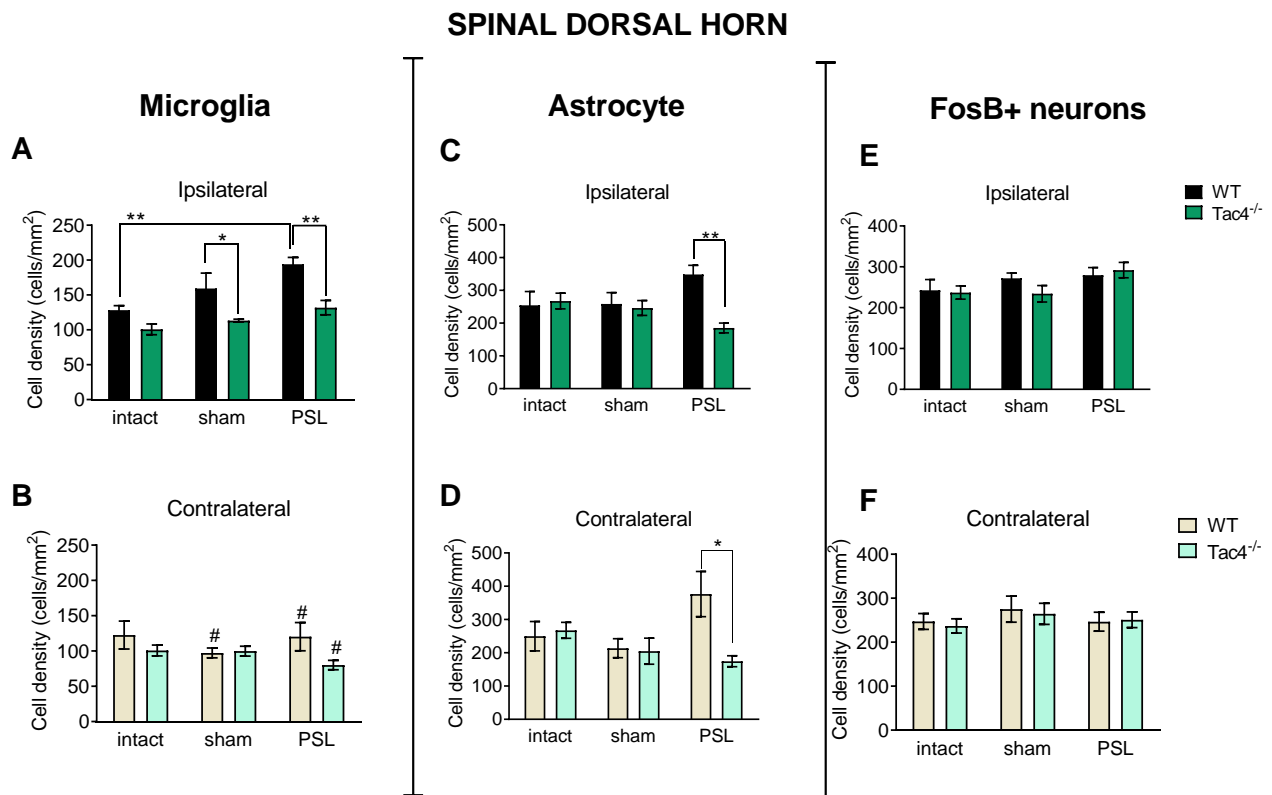 SPINAL DORSAL HORN
Microglia
A
Ipsilateral
Cell density (cells/mm²)
250
200
150
100
50
0
**
*
**
intact sham PSL
B
Contralateral
Cell density (cells/mm²)
250
200
150
100
50
0
#
#
#
intact sham PSL
Astrocyte
C
Ipsilateral
Cell density (cells/mm²)
500
400
300
200
100
0
**
intact sham PSL
D
Contralateral
Cell density (cells/mm²)
500
400
300
200
100
0
*
intact sham PSL
FosB+ neurons
E
Ipsilateral
Cell density (cells/mm²)
400
300
200
100
0
intact sham PSL
WT
Tac4⁻/⁻
F
Contralateral
Cell density (cells/mm²)
400
300
200
100
0
intact sham PSL
WT
Tac4⁻/⁻